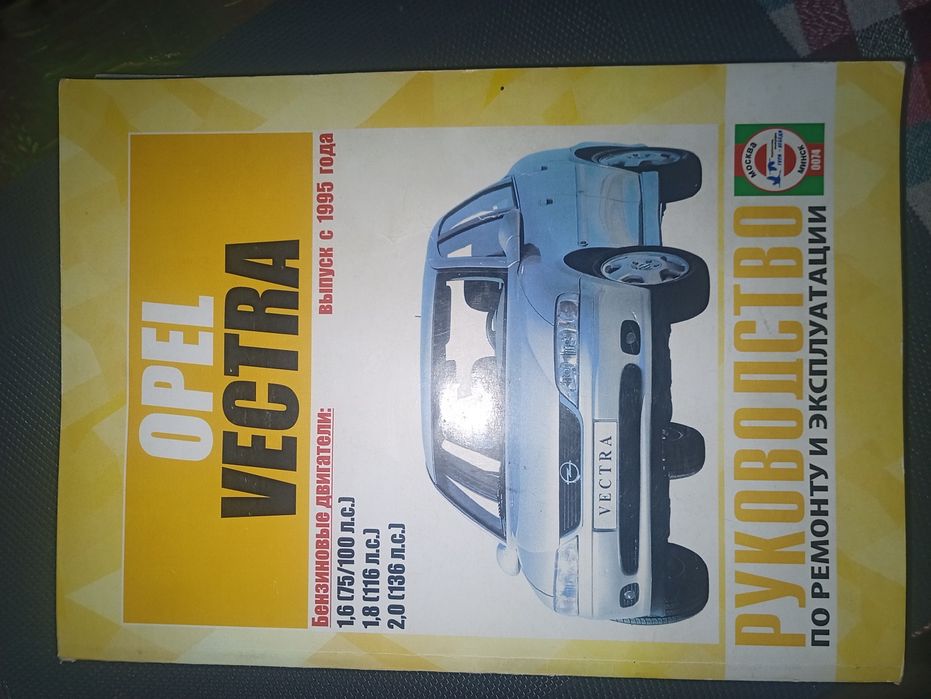 OPEL
VECTRA
выпуск с 1995 года
Бензиновые двигатели:
1,6 (75/100 л.с.)
1,8 (116 л.с.)
2,0 (136 л.с.)
VECTRA
РУКОВОДСТВО
ПО РЕМОНТУ И ЭКСПЛУАТАЦИИ
МОСКВА
МИНСК
0074